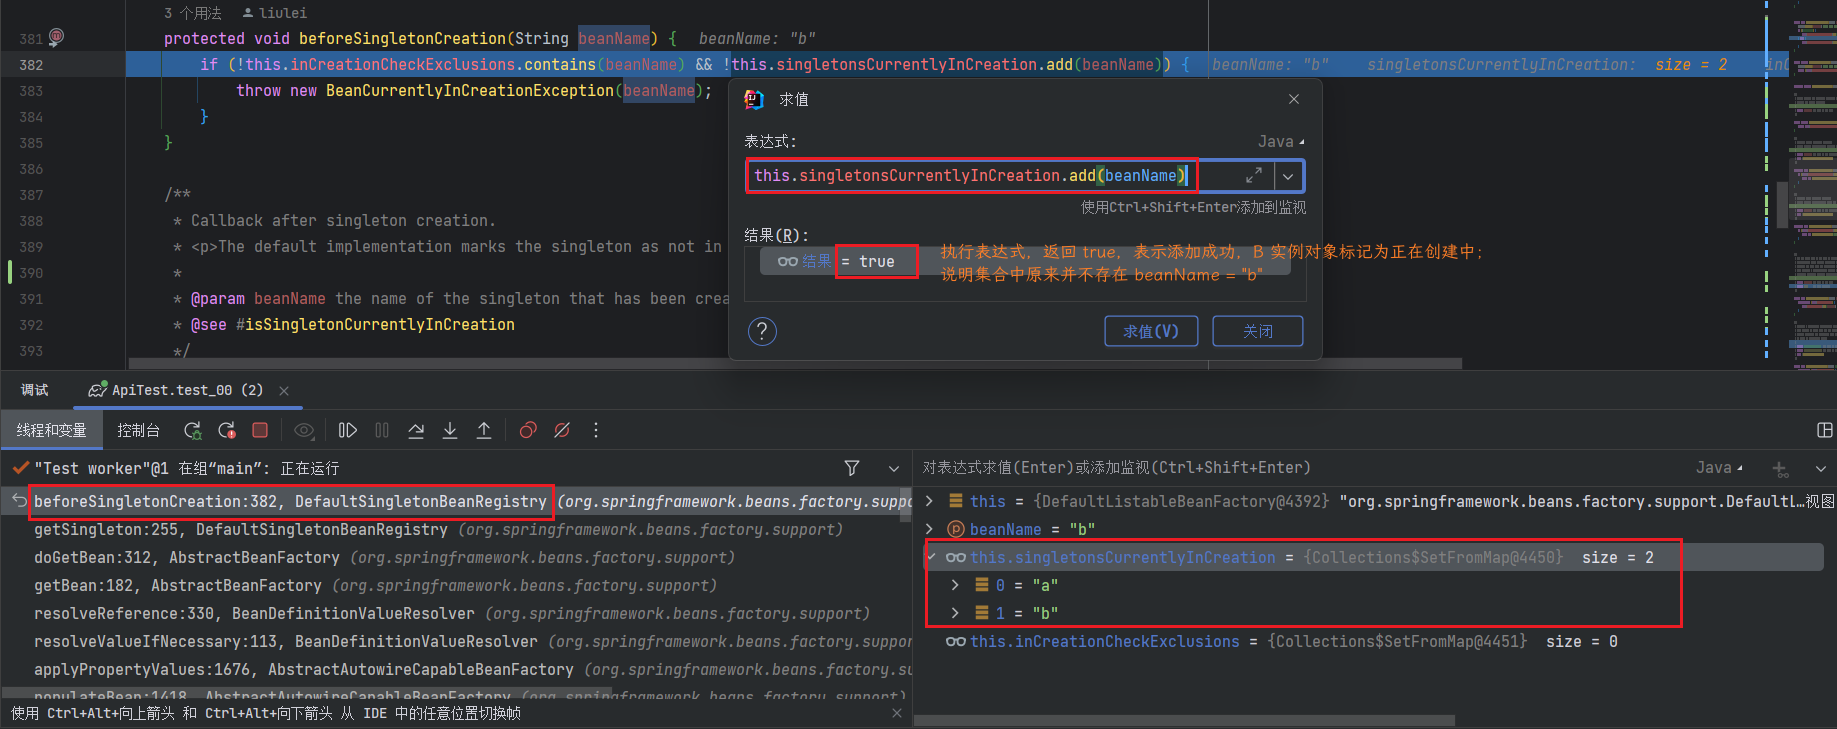 3 个用法 liulei
381 protected void beforeSingletonCreation(String beanName) { beanName: "b"
382 if (!this.inCreationCheckExclusions.contains(beanName) && !this.singletonsCurrentlyInCreation.add(beanName)) { beanName: "b" singletonsCurrentlyInCreation: size = 2 inC
383 throw new BeanCurrentlyInCreationException(beanName);
384 }
385 }
386
387 /**
388 * Callback after singleton creation.
389 * <p>The default implementation marks the singleton as not in
390 *
391 * @param beanName the name of the singleton that has been crea
392 * @see #isSingletonCurrentlyInCreation
393 */
求值
表达式:
Java
this.singletonsCurrentlyInCreation.add(beanName)
使用Ctrl+Shift+Enter添加到监视
结果(R):
结果 = true
执行表达式，返回 true，表示添加成功，B 实例对象标记为正在创建中；
说明集合中原来并不存在 beanName = "b"
?
求值(V)
关闭
调试 ApiTest.test_00 (2)
线程和变量 控制台
"Test worker"@1 在组“main”: 正在运行
beforeSingletonCreation:382, DefaultSingletonBeanRegistry (org.springframework.beans.factory.suppo
getSingleton:255, DefaultSingletonBeanRegistry (org.springframework.beans.factory.support)
doGetBean:312, AbstractBeanFactory (org.springframework.beans.factory.support)
getBean:182, AbstractBeanFactory (org.springframework.beans.factory.support)
resolveReference:330, BeanDefinitionValueResolver (org.springframework.beans.factory.support)
resolveValueIfNecessary:113, BeanDefinitionValueResolver (org.springframework.beans.factory.support
applyPropertyValues:1676, AbstractAutowireCapableBeanFactory (org.springframework.beans.factory.su
populateBean:1418, AbstractAutowireCapableBeanFactory (org.springframework.beans.factory.support)
使用 Ctrl+Alt+向上箭头 和 Ctrl+Alt+向下箭头 从 IDE 中的任意位置切换帧
对表达式求值(Enter)或添加监视(Ctrl+Shift+Enter)
Java
this = {DefaultListableBeanFactory@4392} "org.springframework.beans.factory.support.DefaultL…视图
beanName = "b"
this.singletonsCurrentlyInCreation = {Collections$SetFromMap@4450} size = 2
0 = "a"
1 = "b"
this.inCreationCheckExclusions = {Collections$SetFromMap@4451} size = 0